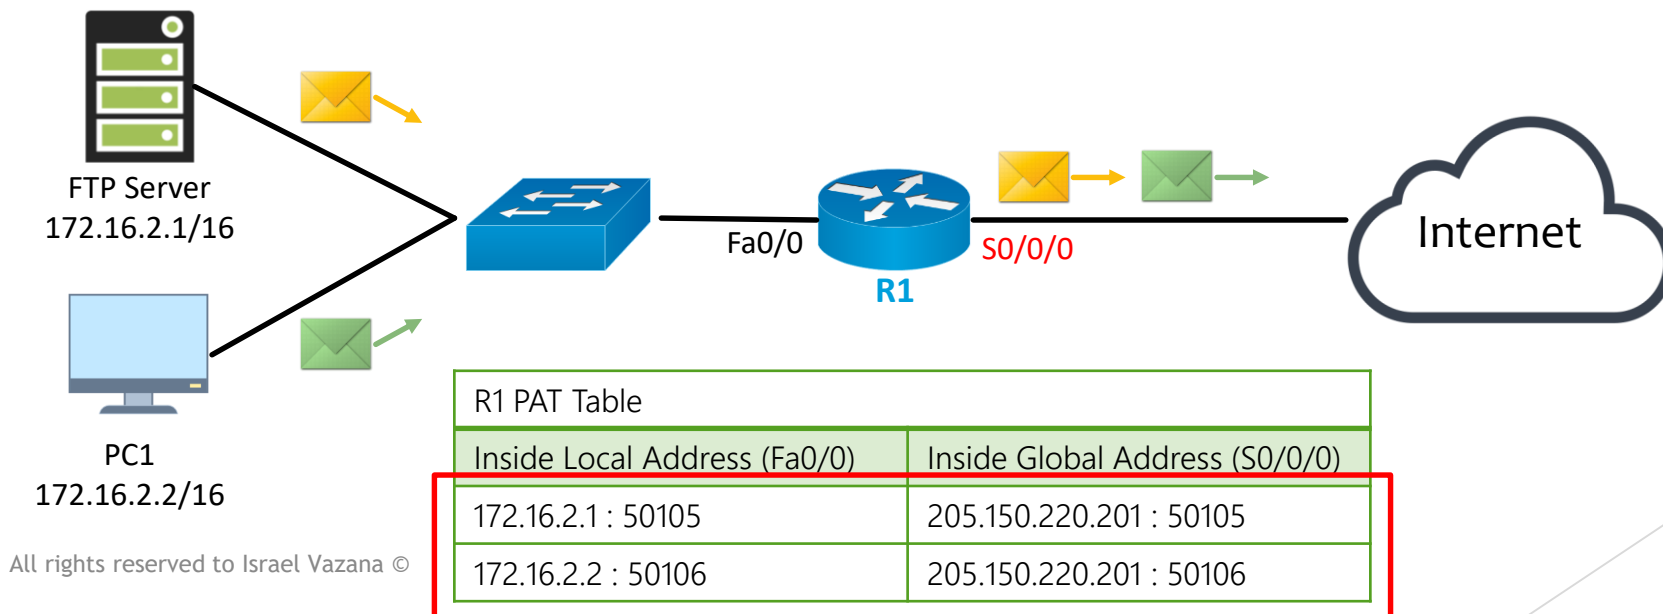 FTP Server
172.16.2.1/16
Fa0/0
S0/0/0
R1
Internet
PC1
172.16.2.2/16
R1 PAT Table
Inside Local Address (Fa0/0) Inside Global Address (S0/0/0)
172.16.2.1 : 50105 205.150.220.201 : 50105
172.16.2.2 : 50106 205.150.220.201 : 50106
All rights reserved to Israel Vazana ©